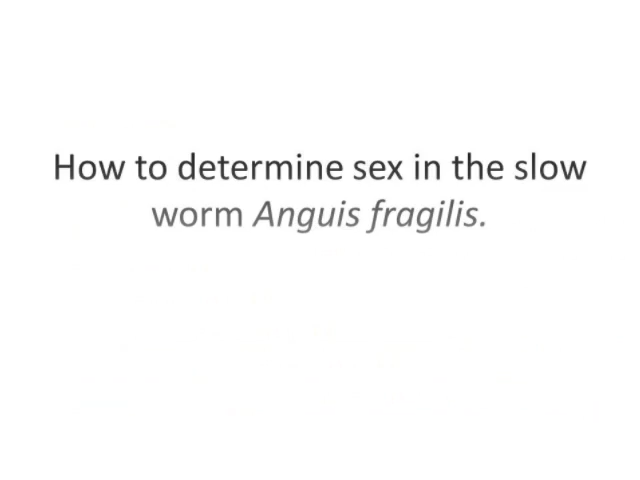 How to determine sex in the slow
worm Anguis fragilis.